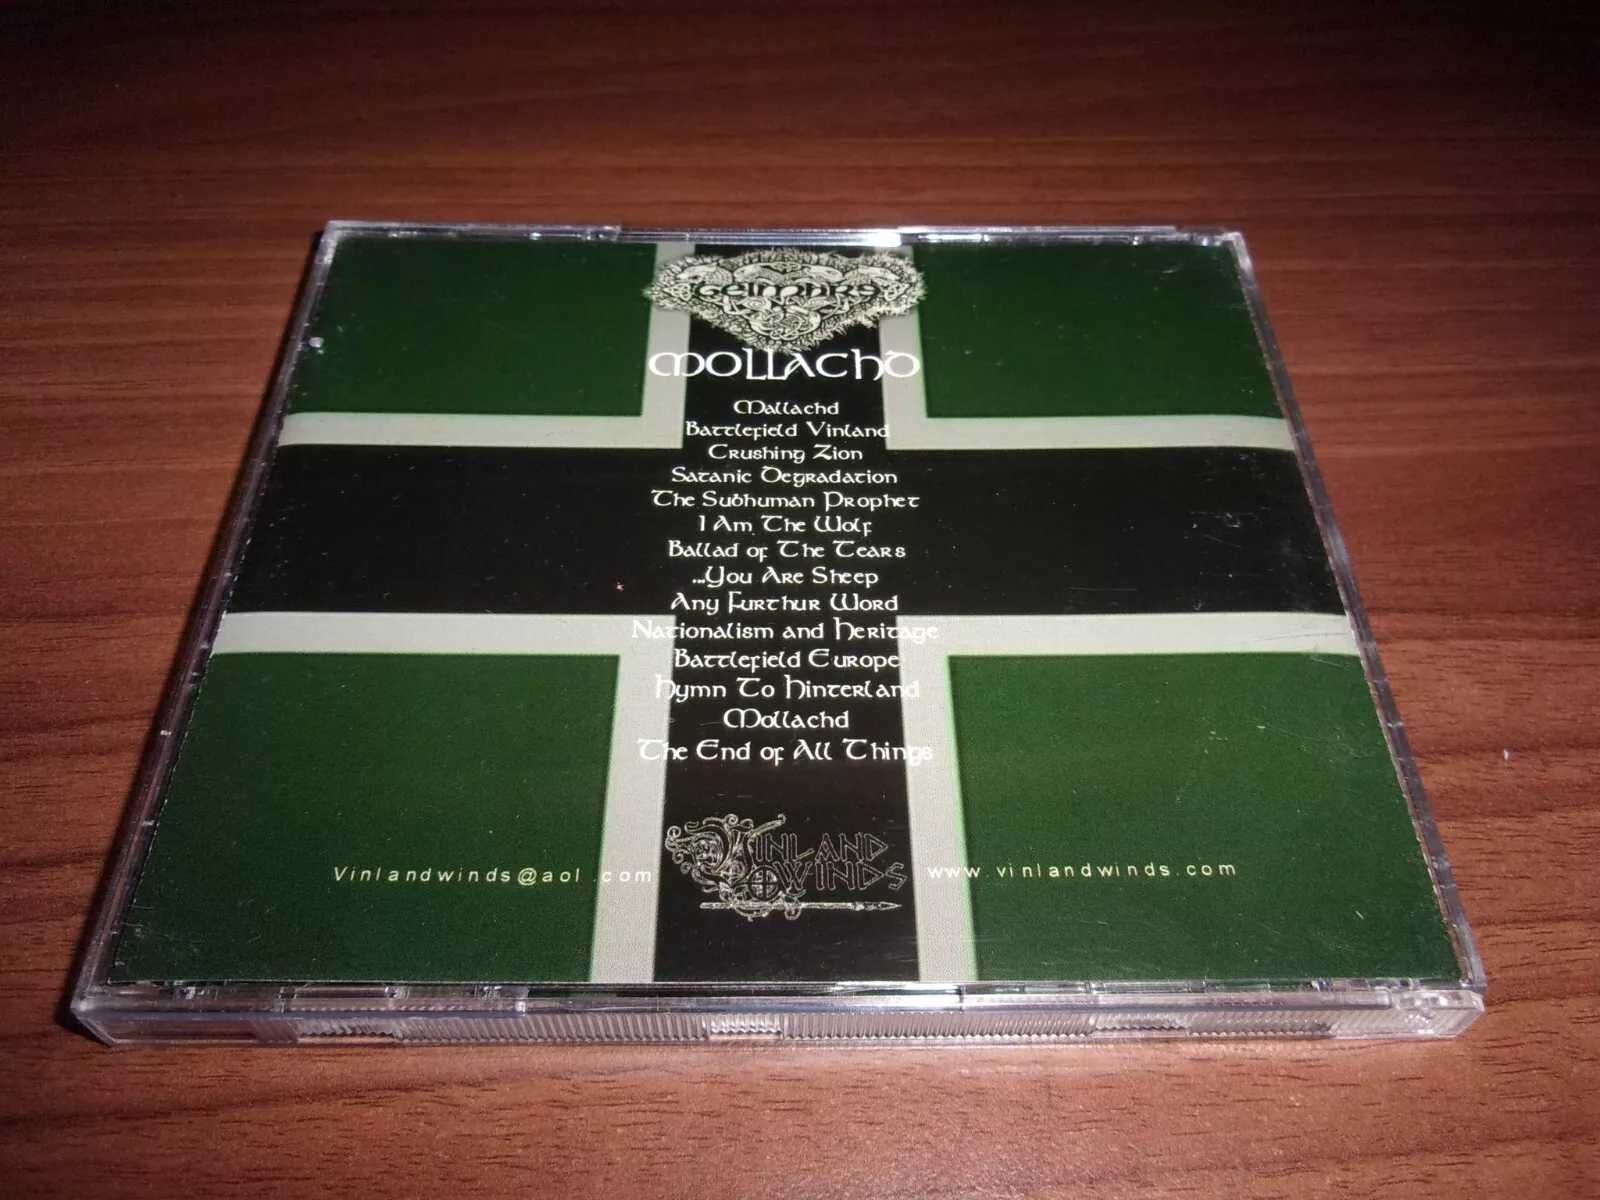 Geimhre
Mollachd
Mallachd
Battlefield Vinland
Crushing Zion
Satanic Degradation
The Subhuman Prophet
I Am The Wolf
Ballad of The Tears
...You Are Sheep
Any Furthur Word
Nationalism and Heritage
Battlefield Europe
Hymn To Hinterland
Mollachd
The End of All Things
Vinlandwinds@aol.com
VINLAND WINDS
www.vinlandwinds.com